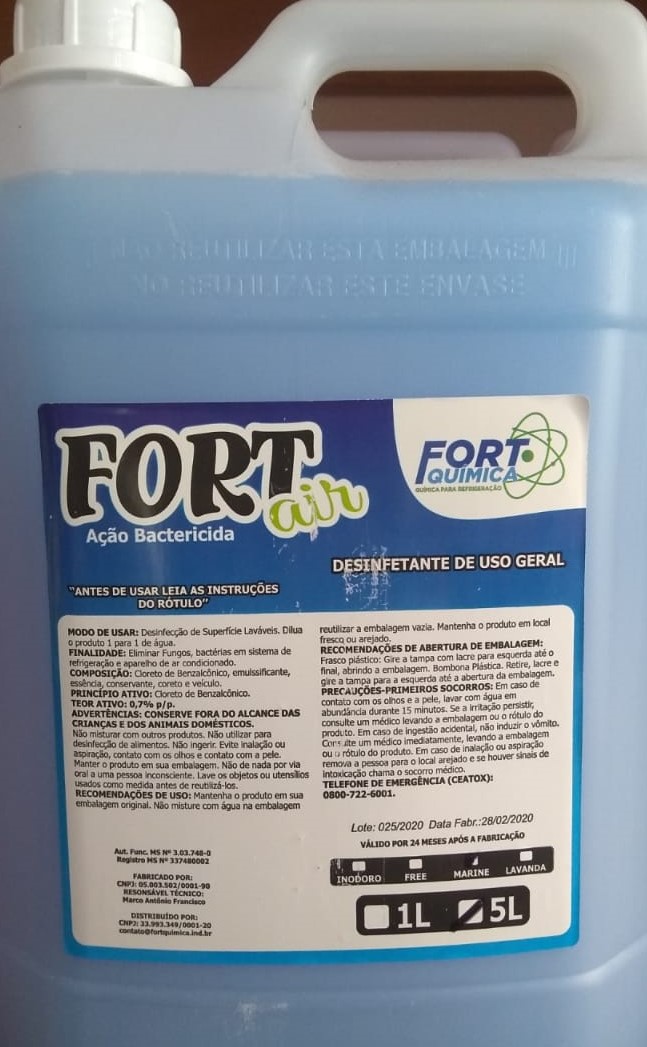 NÃO REUTILIZAR ESTA EMBALAGEM !!!
NO REUTILIZAR ESTE ENVASE
FORT
air
Ação Bactericida
FORT
QUÍMICA
QUÍMICA PARA REFRIGERAÇÃO
DESINFETANTE DE USO GERAL
"ANTES DE USAR LEIA AS INSTRUÇÕES
DO RÓTULO"
MODO DE USAR: Desinfecção de Superfície Laváveis. Dilua
o produto 1 para 1 de água.
FINALIDADE: Eliminar Fungos, bactérias em sistema de
refrigeração e aparelho de ar condicionado.
COMPOSIÇÃO: Cloreto de Benzalcônico, emuissificante,
essência, conservante, coreto e veículo.
PRINCÍPIO ATIVO: Cloreto de Benzalcônico.
TEOR ATIVO: 0,7% p/p.
ADVERTÊNCIAS: CONSERVE FORA DO ALCANCE DAS
CRIANÇAS E DOS ANIMAIS DOMÉSTICOS.
Não misturar com outros produtos. Não utilizar para
desinfecção de alimentos. Não ingerir. Evite inalação ou
aspiração, contato com os olhos e contato com a pele.
Manter o produto em sua embalagem. Não de nada por via
oral a uma pessoa inconsciente. Lave os objetos ou utensílios
usados como medida antes de reutilizá-los.
RECOMENDAÇÕES DE USO: Mantenha o produto em sua
embalagem original. Não misture com água na embalagem
reutilizar a embalagem vazia. Mantenha o produto em local
fresco ou arejado.
RECOMENDAÇÕES DE ABERTURA DE EMBALAGEM:
Frasco plástico: Gire a tampa com lacre para esquerda até o
final, abrindo a embalagem. Bombona Plástica. Retire, lacre e
gire a tampa para a esquerda até a abertura da embalagem.
PRECAUÇÕES-PRIMEIROS SOCORROS: Em caso de
contato com os olhos e a pele, lavar com água em
abundância durante 15 minutos. Se a irritação persistir,
consulte um médico levando a embalagem ou o rótulo do
produto. Em caso de ingestão acidental, não induzir o vômito.
Consulte um médico imediatamente, levando a embalagem
ou o rótulo do produto. Em caso de inalação ou aspiração
remova a pessoa para o local arejado e se houver sinais de
intoxicação chama o socorro médico.
TELEFONE DE EMERGÊNCIA (CEATOX):
0800-722-6001.
Lote: 025/2020 Data Fabr.:28/02/2020
VÁLIDO POR 24 MESES APÓS A FABRICAÇÃO
INODORO FREE MARINE LAVANDA
1L 5L
Aut. Func. MS Nº 3.03.748-0
Registro MS Nº 337480002
FABRICADO POR:
CNPJ: 05.003.502/0001-90
RESONSÁVEL TÉCNICO:
Marco Antônio Francisco
DISTRIBUÍDO POR:
CNPJ: 33.993.349/0001-20
contato@fortquimica.ind.br